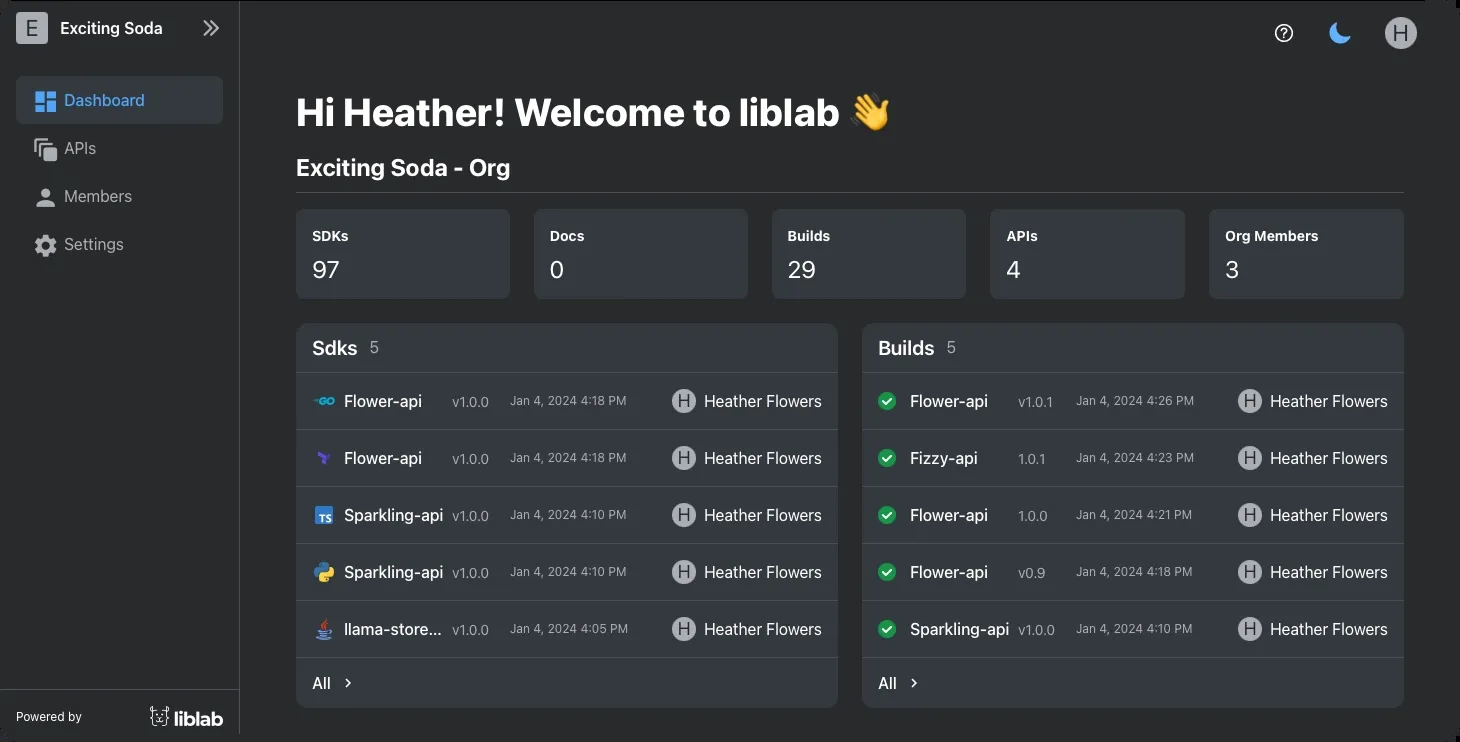 E Exciting Soda
H
Dashboard
APIs
Members
Settings
Powered by liblab
Hi Heather! Welcome to liblab 👋
Exciting Soda - Org
SDKs Docs Builds APIs Org Members
97 0 29 4 3
Sdks 5
GO Flower-api v1.0.0 Jan 4, 2024 4:18 PM H Heather Flowers
Flower-api v1.0.0 Jan 4, 2024 4:18 PM H Heather Flowers
TS Sparkling-api v1.0.0 Jan 4, 2024 4:10 PM H Heather Flowers
Sparkling-api v1.0.0 Jan 4, 2024 4:10 PM H Heather Flowers
llama-store... v1.0.0 Jan 4, 2024 4:05 PM H Heather Flowers
All
Builds 5
Flower-api v1.0.1 Jan 4, 2024 4:26 PM H Heather Flowers
Fizzy-api 1.0.1 Jan 4, 2024 4:23 PM H Heather Flowers
Flower-api 1.0.0 Jan 4, 2024 4:21 PM H Heather Flowers
Flower-api v0.9 Jan 4, 2024 4:18 PM H Heather Flowers
Sparkling-api v1.0.0 Jan 4, 2024 4:10 PM H Heather Flowers
All